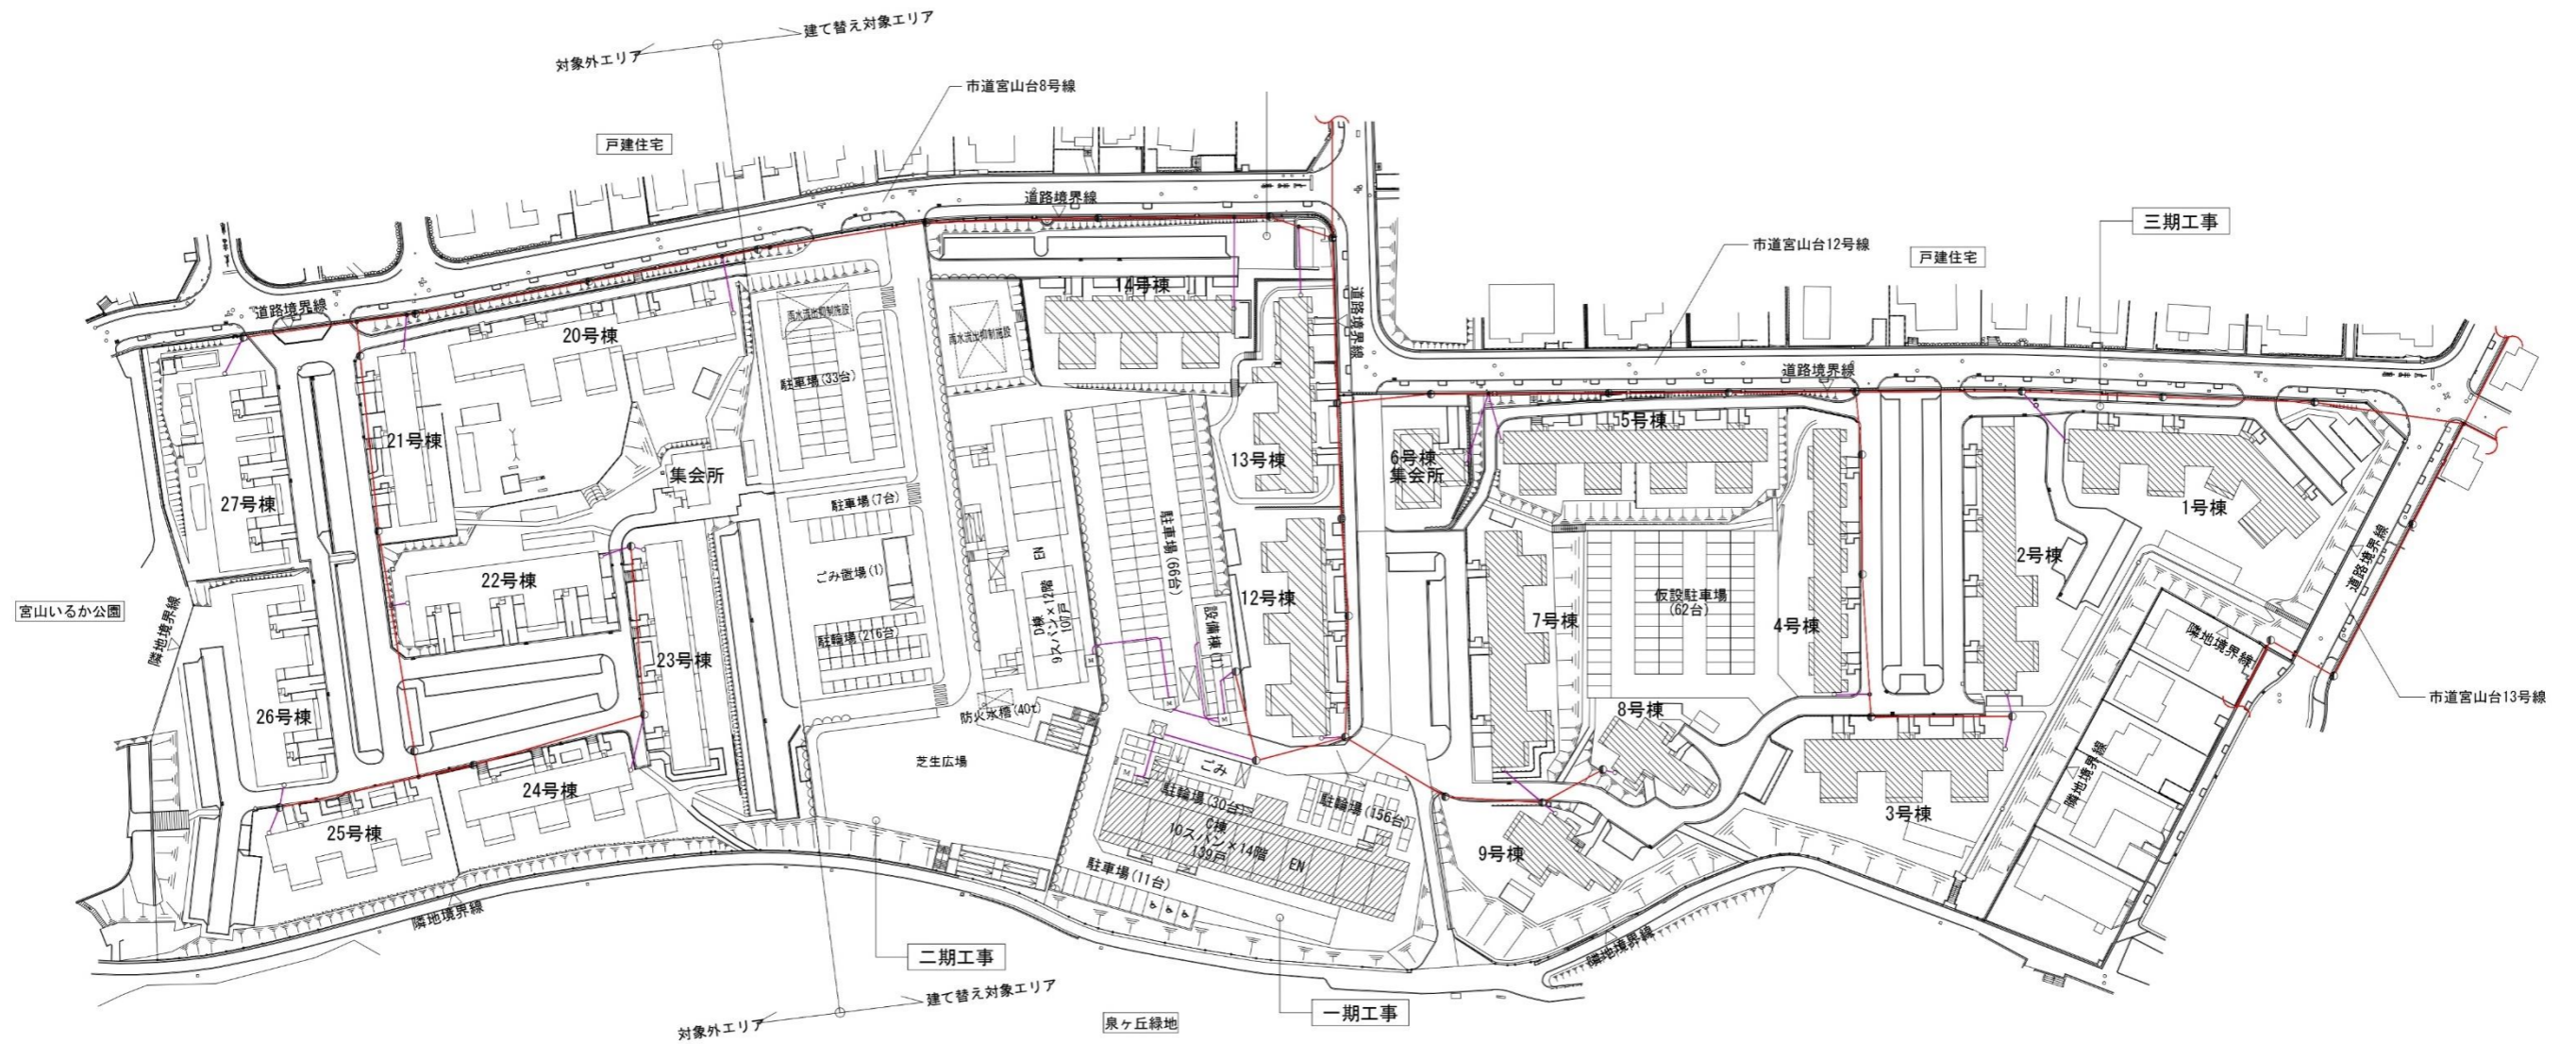 建て替え対象エリア
対象外エリア
市道宮山台8号線
戸建住宅
道路境界線
三期工事
市道宮山台12号線
戸建住宅
14号棟
道路境界線
雨水流出抑制施設
道路境界線
20号棟
雨水流出抑制施設
道路境界線
駐車場(33台)
5号棟
21号棟
13号棟
6号棟
集会所
集会所
27号棟
駐車場(7台)
1号棟
駐車場(66台)
EN
2号棟
道路境界線
ごみ置場(1)
22号棟
宮山いるか公園
隣地境界線
12号棟
仮設駐車場
(62台)
7号棟
4号棟
D棟
9スパン×12階
107戸
設備棟(1)
駐輪場(216台)
隣地境界線
23号棟
M
市道宮山台13号線
26号棟
防火水槽(40t)
M
M
8号棟
芝生広場
ごみ
M
隣地境界線
24号棟
駐輪場(30台)
駐輪場(156台)
3号棟
25号棟
C棟
10スパン×14階
139戸
EN
9号棟
駐車場(11台)
隣地境界線
隣地境界線
二期工事
建て替え対象エリア
一期工事
対象外エリア
泉ヶ丘緑地